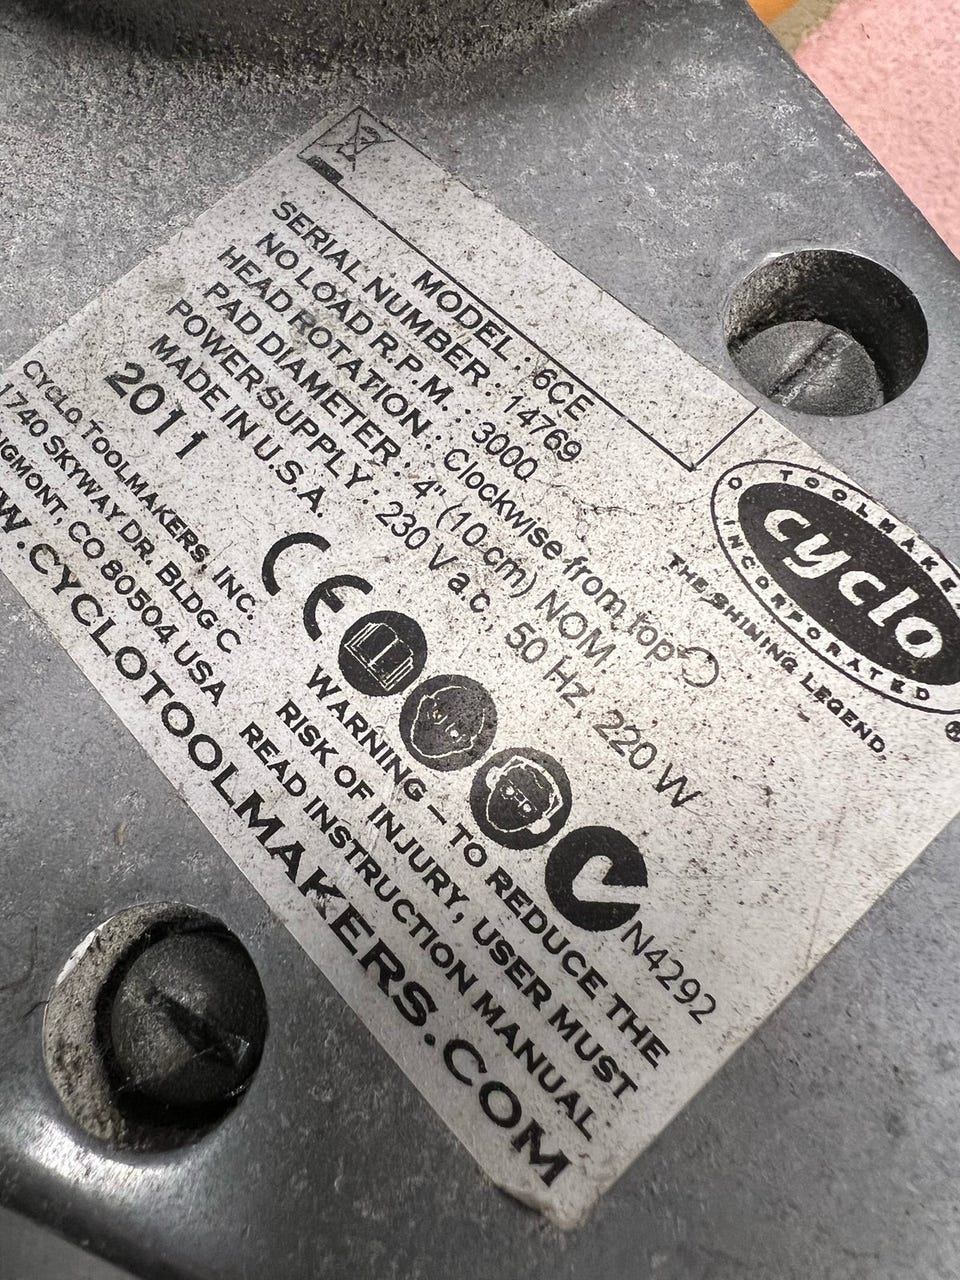 MODEL : 6CE
SERIAL NUMBER : 14769
NO LOAD R.P.M. : 3000
HEAD ROTATION : Clockwise from top
PAD DIAMETER : 4" (10 cm) NOM.
POWER SUPPLY : 230 V a.c., 50 Hz, 220 W
MADE IN U.S.A.
2011
CE
N4292
TOOLMAKERS
cyclo
INCORPORATED
®
THE SHINING LEGEND.
CYCLO TOOLMAKERS, INC.
1740 SKYWAY DR. BLDG C
CO 80504 USA
WARNING – TO REDUCE THE
RISK OF INJURY, USER MUST
READ INSTRUCTION MANUAL
.CYCLOTOOLMAKERS.COM